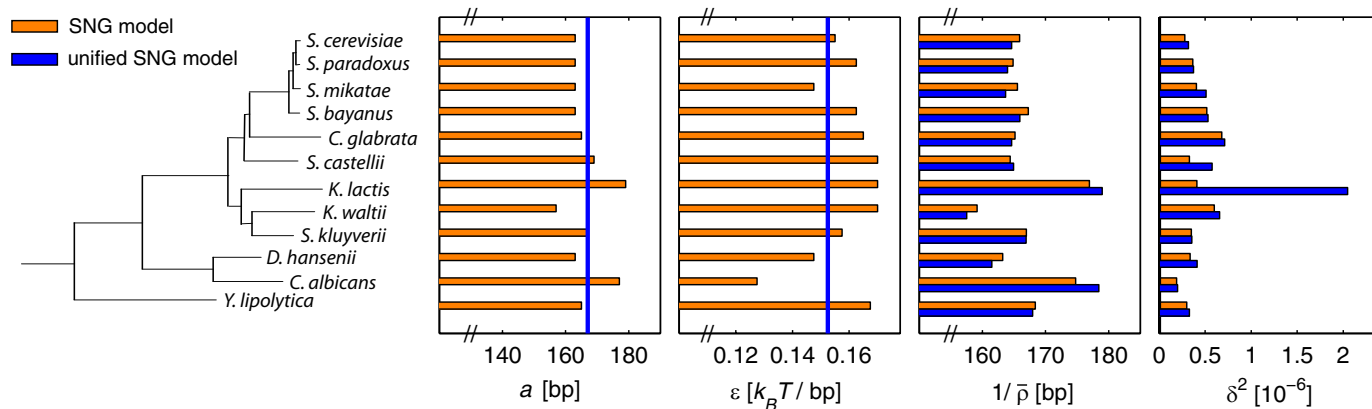 SNG model
unified SNG model
S. cerevisiae
S. paradoxus
S. mikatae
S. bayanus
C. glabrata
S. castellii
K. lactis
K. waltii
S. kluyverii
D. hansenii
C. albicans
Y. lipolytica
140 160 180
a [bp]
0.12 0.14 0.16
ε [k_BT / bp]
160 170 180
1/ ρ̄ [bp]
0 0.5 1 1.5 2
δ² [10⁻⁶]